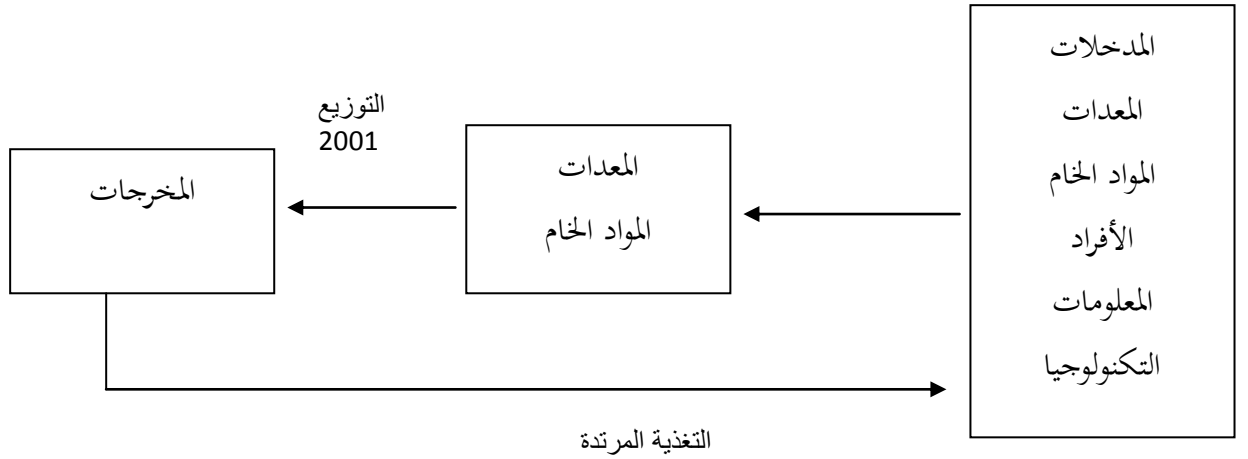 المدخلات
المعدات
المواد الخام
الأفراد
المعلومات
التكنولوجيا
المعدات
المواد الخام
التوزيع
2001
المخرجات
التغذية المرتدة